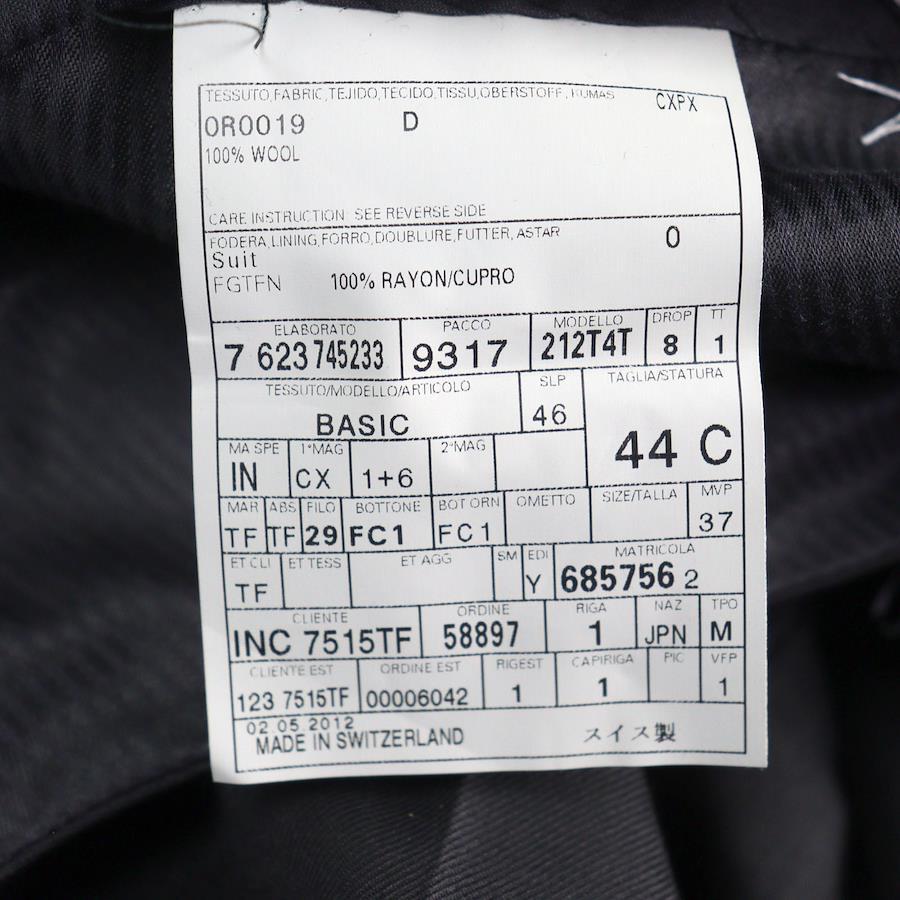 TESSUTO,FABRIC,TEJIDO,TECIDO,TISSU,OBERSTOFF, KUMAS CXPX
0R0019 D
100% WOOL
CARE INSTRUCTION: SEE REVERSE SIDE
FODERA,LINING,FORRO,DOUBLURE,FUTTER, ASTAR 0
Suit
FGTFN 100% RAYON/CUPRO
ELABORATO PACCO MODELLO DROP TT
7 623745233 9317 212T4T 8 1
TESSUTO/MODELLO/ARTICOLO SLP TAGLIA/STATURA
BASIC 46 44 C
MA SPE 1°MAG 2°MAG
IN CX 1+6
MAR ABS FILO BOTTONE BOT ORN OMETTO SIZE/TALLA MVP
TF TF 29 FC1 FC1 37
ET CLI ET TESS ET AGG SM EDI MATRICOLA
TF Y 685756 2
CLIENTE ORDINE RIGA NAZ TPO
INC 7515TF 58897 1 JPN M
CLIENTE EST ORDINE EST RIGEST CAPIRIGA PIC VFP
123 7515TF 00006042 1 1 1
02.05.2012
MADE IN SWITZERLAND スイス製